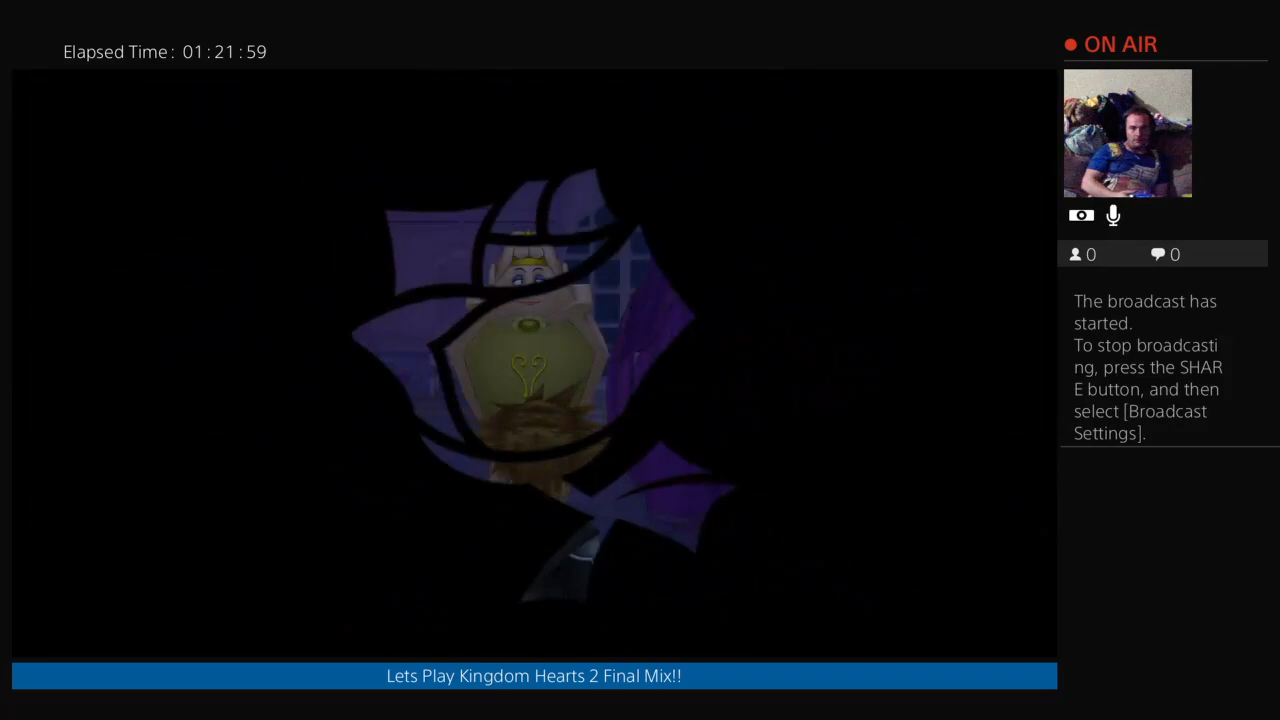 Elapsed Time: 01:21:59
ON AIR
0 0
The broadcast has
started.
To stop broadcasti
ng, press the SHAR
E button, and then
select [Broadcast
Settings].
Lets Play Kingdom Hearts 2 Final Mix!!